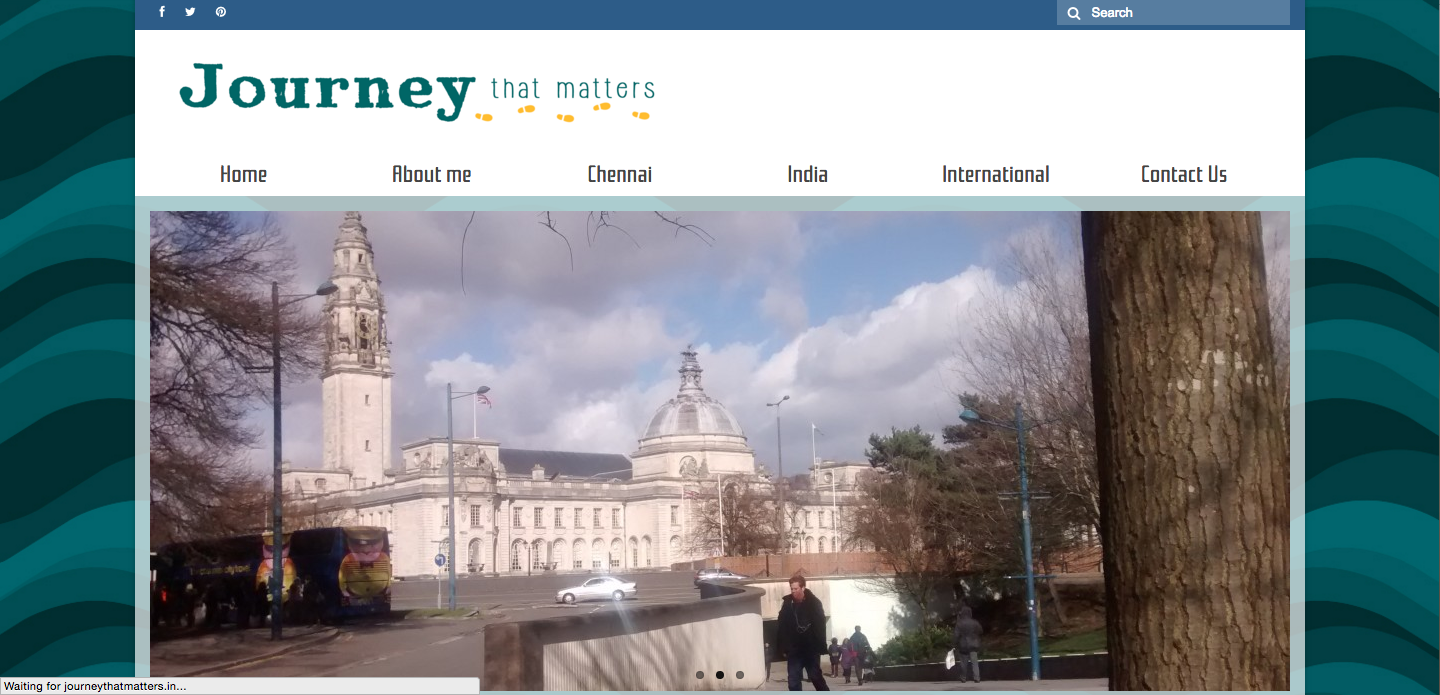 Search
Journey that matters
Home About me Chennai India International Contact Us
Waiting for journeythatmatters.in...